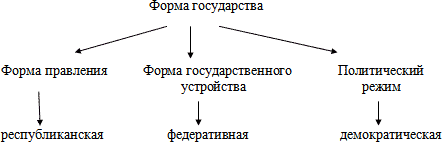 Форма государства
Форма правления
Форма государственного
устройства
Политический
режим
республиканская
федеративная
демократическая